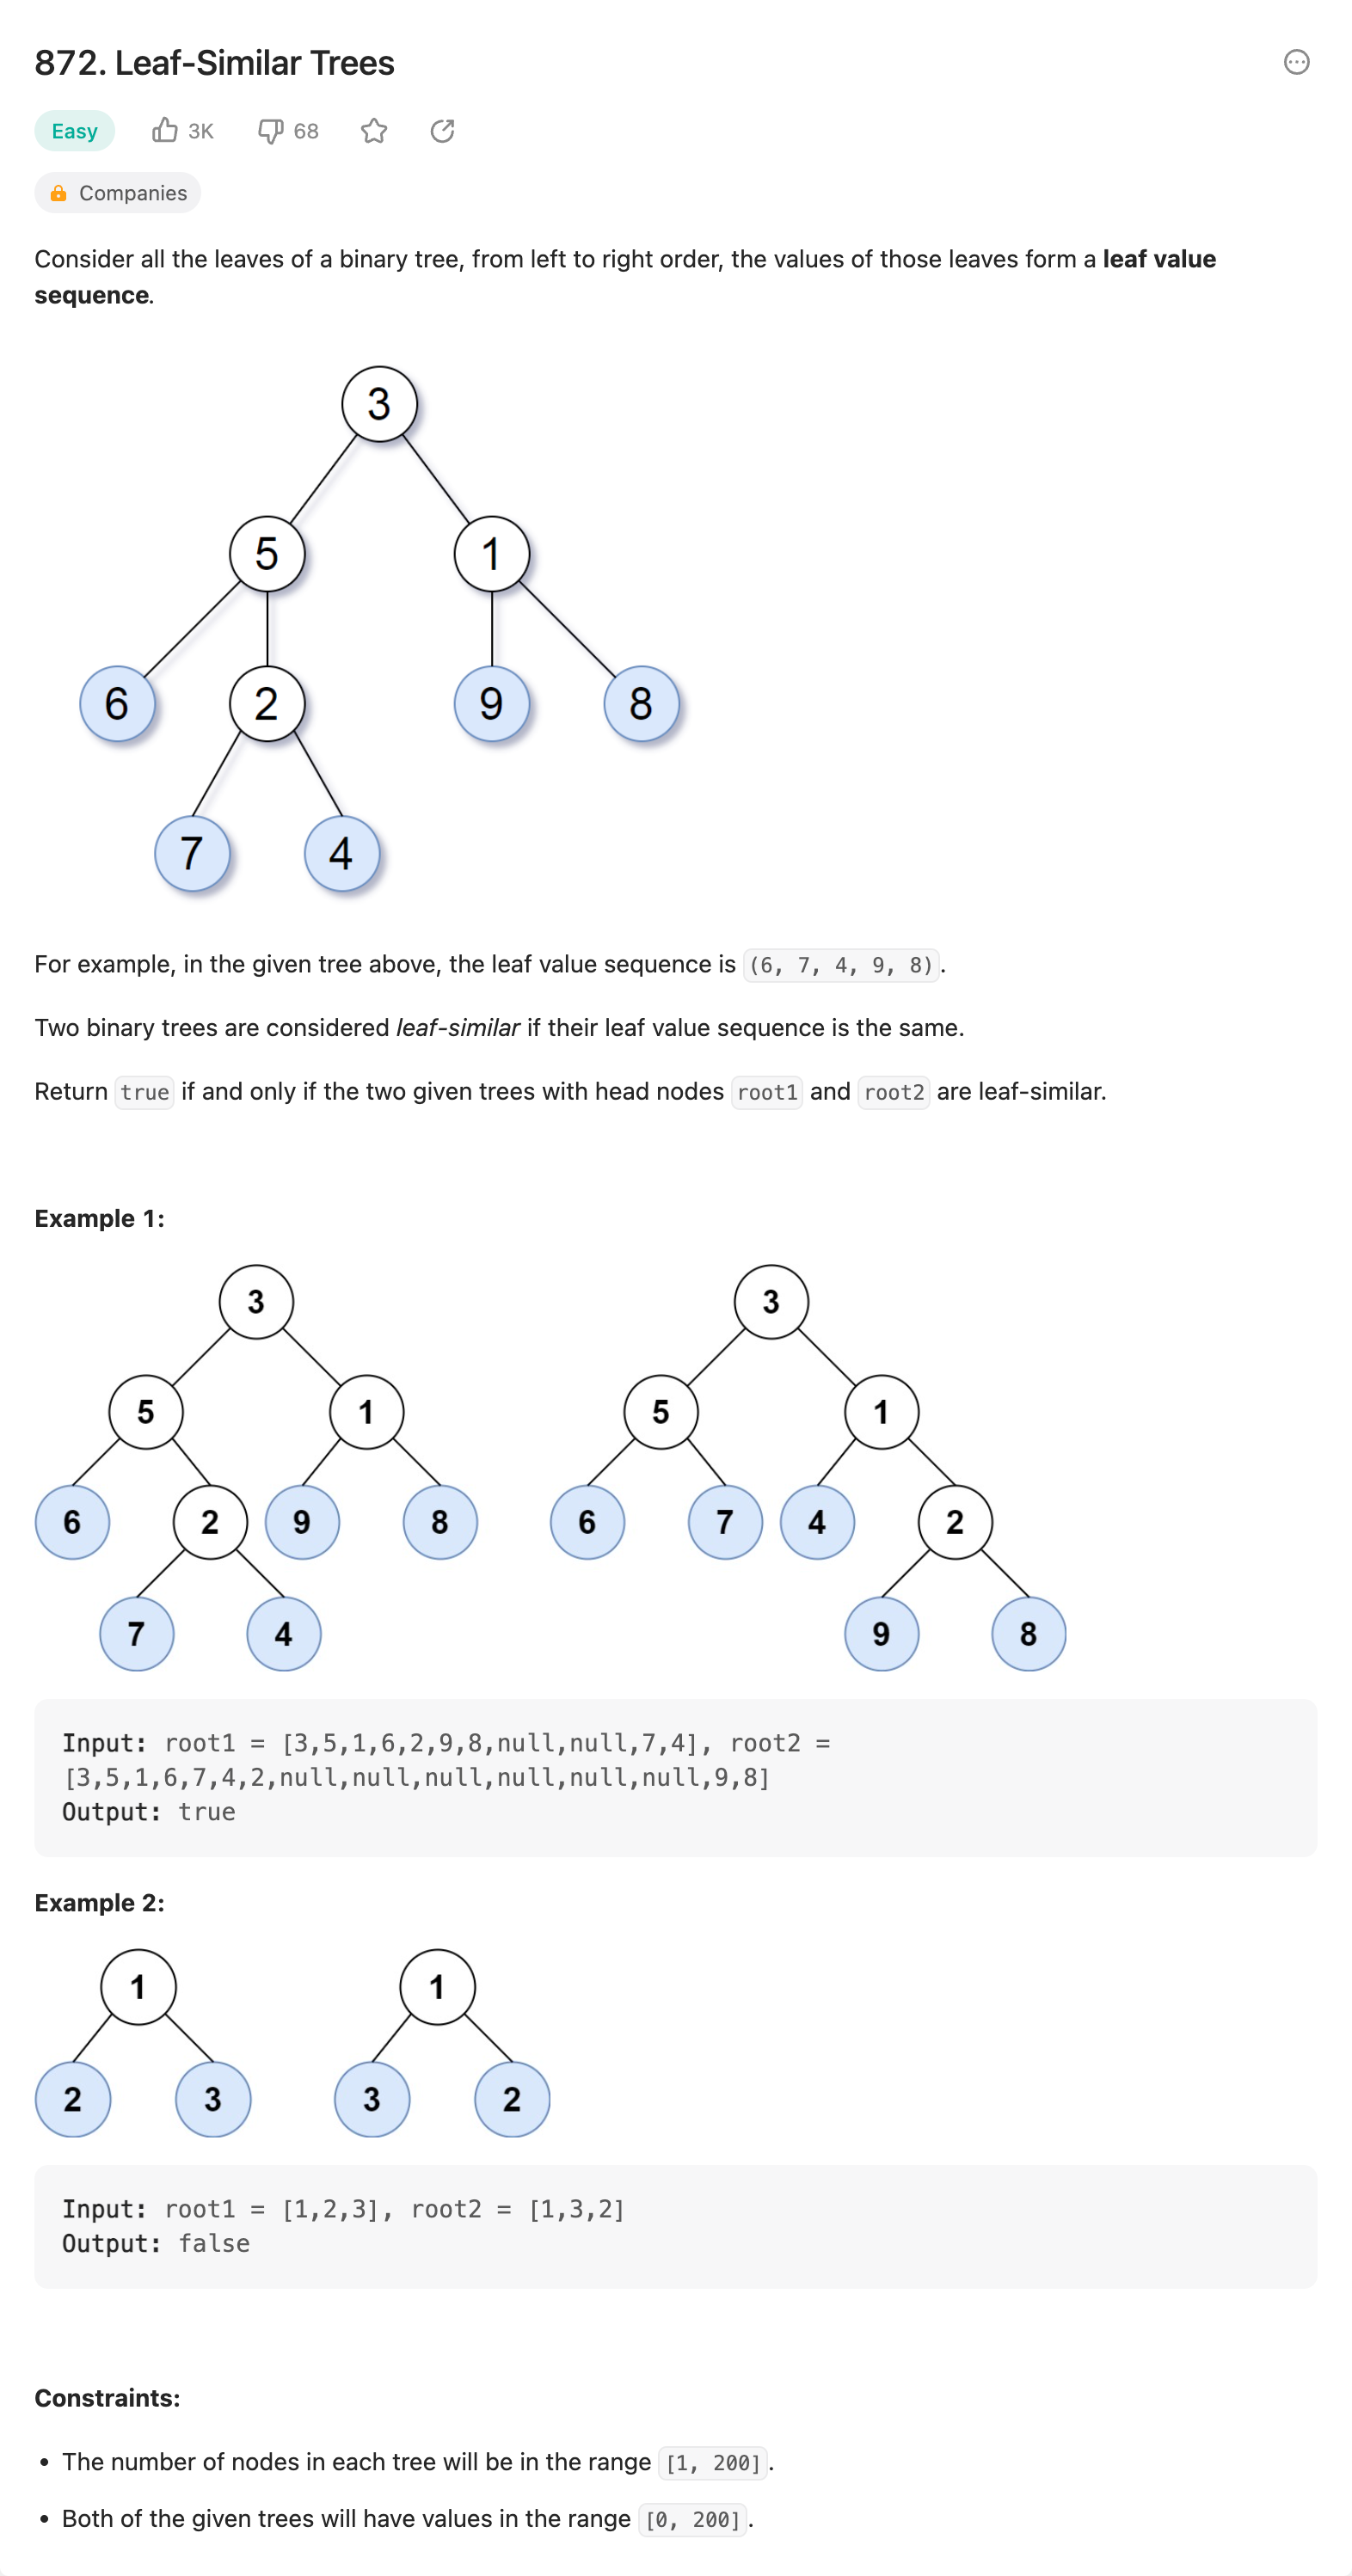 872. Leaf-Similar Trees
Easy 3K 68
Companies
Consider all the leaves of a binary tree, from left to right order, the values of those leaves form a leaf value
sequence.
3
5 1
6 2 9 8
7 4
For example, in the given tree above, the leaf value sequence is (6, 7, 4, 9, 8).
Two binary trees are considered leaf-similar if their leaf value sequence is the same.
Return true if and only if the two given trees with head nodes root1 and root2 are leaf-similar.
Example 1:
3 3
5 1 5 1
6 2 9 8 6 7 4 2
7 4 9 8
Input: root1 = [3,5,1,6,2,9,8,null,null,7,4], root2 =
[3,5,1,6,7,4,2,null,null,null,null,null,null,9,8]
Output: true
Example 2:
1 1
2 3 3 2
Input: root1 = [1,2,3], root2 = [1,3,2]
Output: false
Constraints:
• The number of nodes in each tree will be in the range [1, 200].
• Both of the given trees will have values in the range [0, 200].